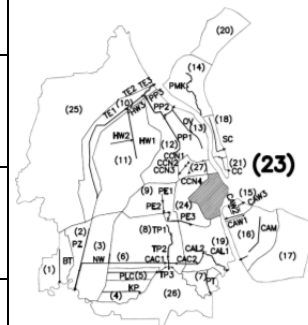 (20)
(14)
PMK
(25)
TE1 (10) TE2 TE3
HW3 PP3
PP2
CV
(13)
(18)
SC
PP1
HW2
HW1
(12)
CCN1
CCN2
CCN3
(11)
(27)
(21)
CC
(23)
CCN4
(9)
PE1
PE2
(24)
PE3
(15)
CAW3
CAW2
CAW1
(16)
CAM
(17)
(2)
PZ
(8)
TP1
(3)
(6)
NW
TP2
CAC1
CAL2
CAC2
(19)
CAL1
(1)
BT
PLC
(5)
TP3
(7)
PT
KP
(4)
(26)